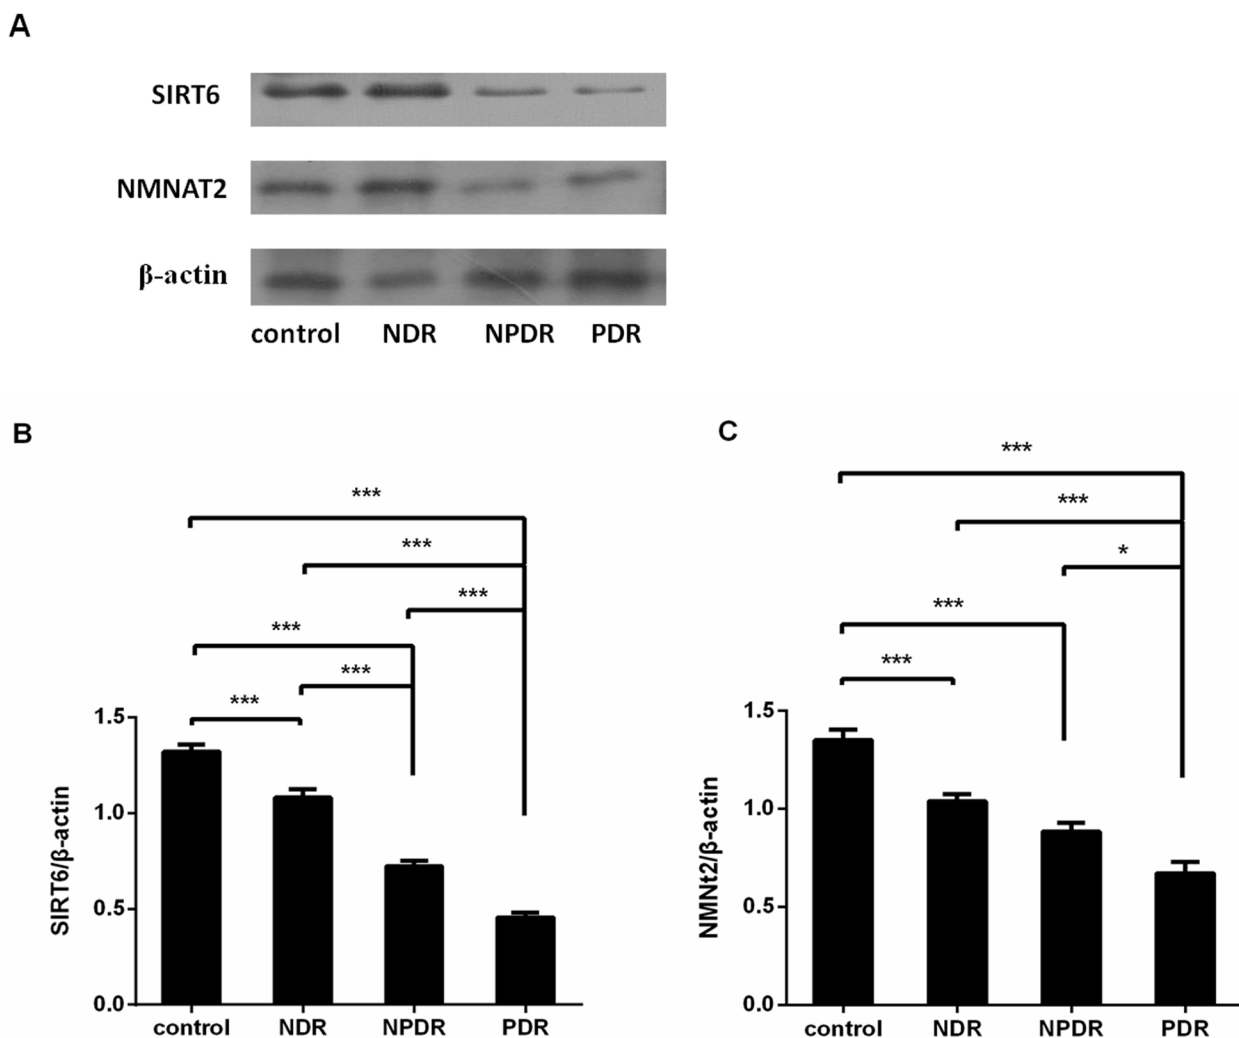 A
SIRT6
NMNAT2
β-actin
control NDR NPDR PDR
B
***
***
***
***
***
***
1.5
1.0
0.5
0.0
SIRT6/β-actin
control NDR NPDR PDR
C
***
***
*
***
***
1.5
1.0
0.5
0.0
NMNt2/β-actin
control NDR NPDR PDR